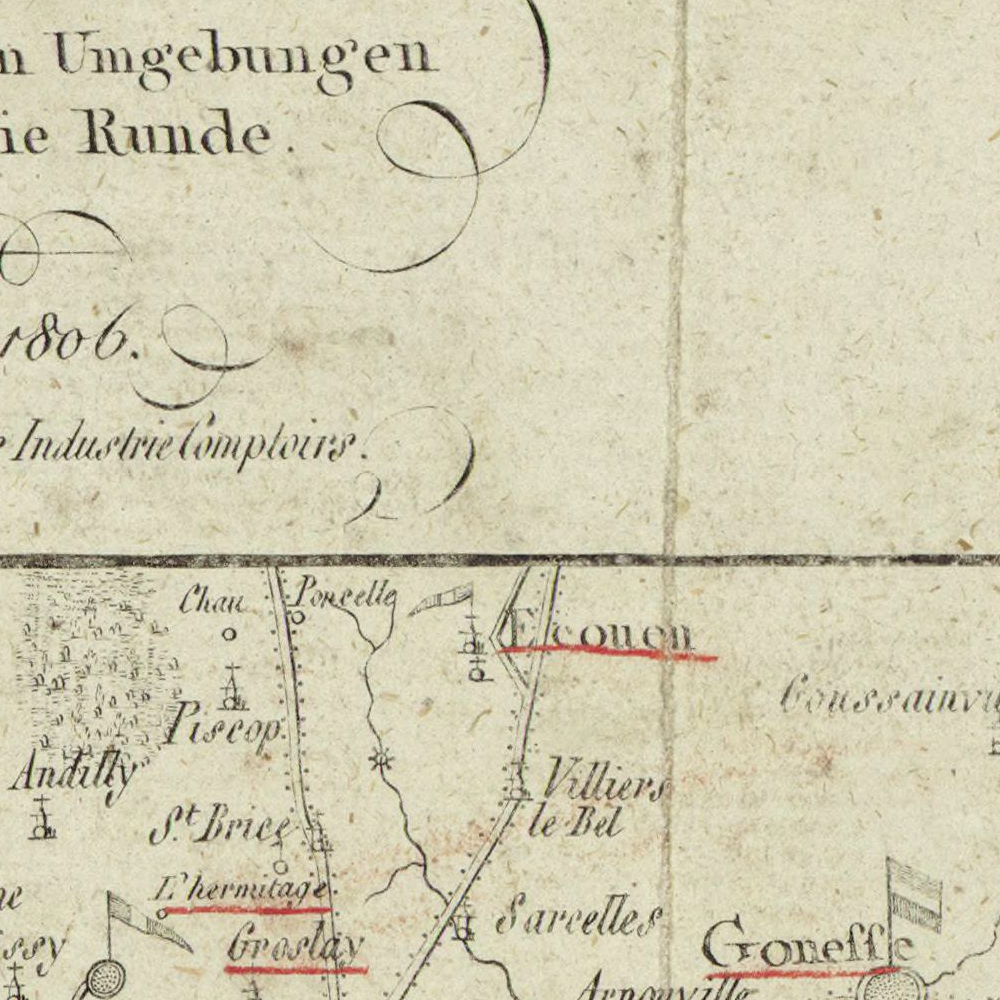 n Umgebungen
ie Runde.
1806.
e Industrie Comptoirs.
Chau
Poncelle
Ecouen
Piscop
Goussainvi
Andilly
Villiers
le Bel
St. Brice
L'hermitage
ssy
Groslay
Sarcelles
Gonesse
Arnouville